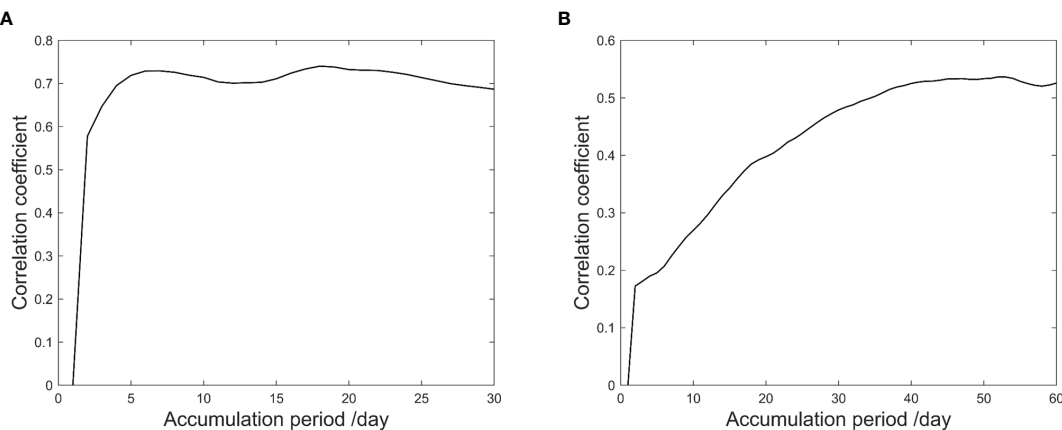 A
0.8
0.7
0.6
0.5
0.4
0.3
0.2
0.1
0
Correlation coefficient
0 5 10 15 20 25 30
Accumulation period /day
B
0.6
0.5
0.4
0.3
0.2
0.1
0
Correlation coefficient
0 10 20 30 40 50 60
Accumulation period /day